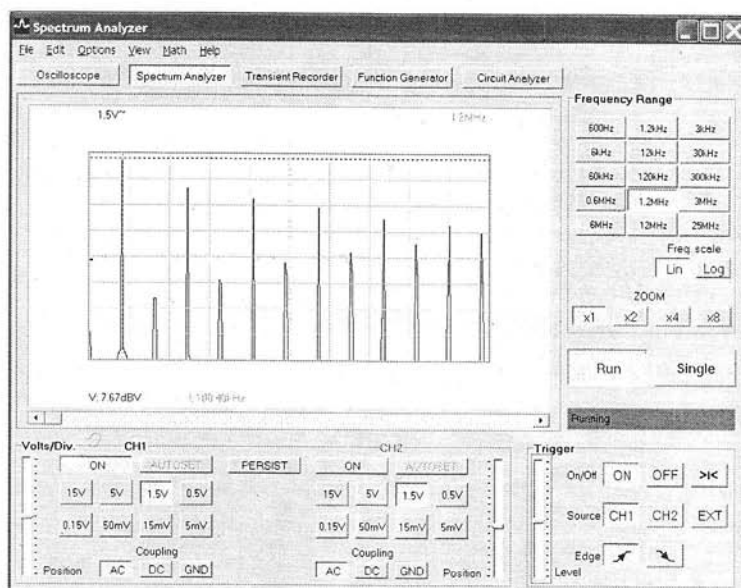 Spectrum Analyzer
File Edit Options View Math Help
Oscilloscope Spectrum Analyzer Transient Recorder Function Generator Circuit Analyzer
1.5V~ 1.2MHz
V: 7.67dBV
Frequency Range
600Hz 1.2kHz 3kHz
6kHz 12kHz 30kHz
60kHz 120kHz 300kHz
0.6MHz 1.2MHz 3MHz
6MHz 12MHz 25MHz
Freq. scale
Lin Log
ZOOM
x1 x2 x4 x8
Run Single
Running
Volts/Div. CH1 CH2
ON AUTOSET PERSIST ON AUTOSET
15V 5V 1.5V 0.5V 15V 5V 1.5V 0.5V
0.15V 50mV 15mV 5mV 0.15V 50mV 15mV 5mV
Coupling Coupling
Position AC DC GND AC DC GND Position
Trigger
On/Off ON OFF >I<
Source CH1 CH2 EXT
Edge
Level